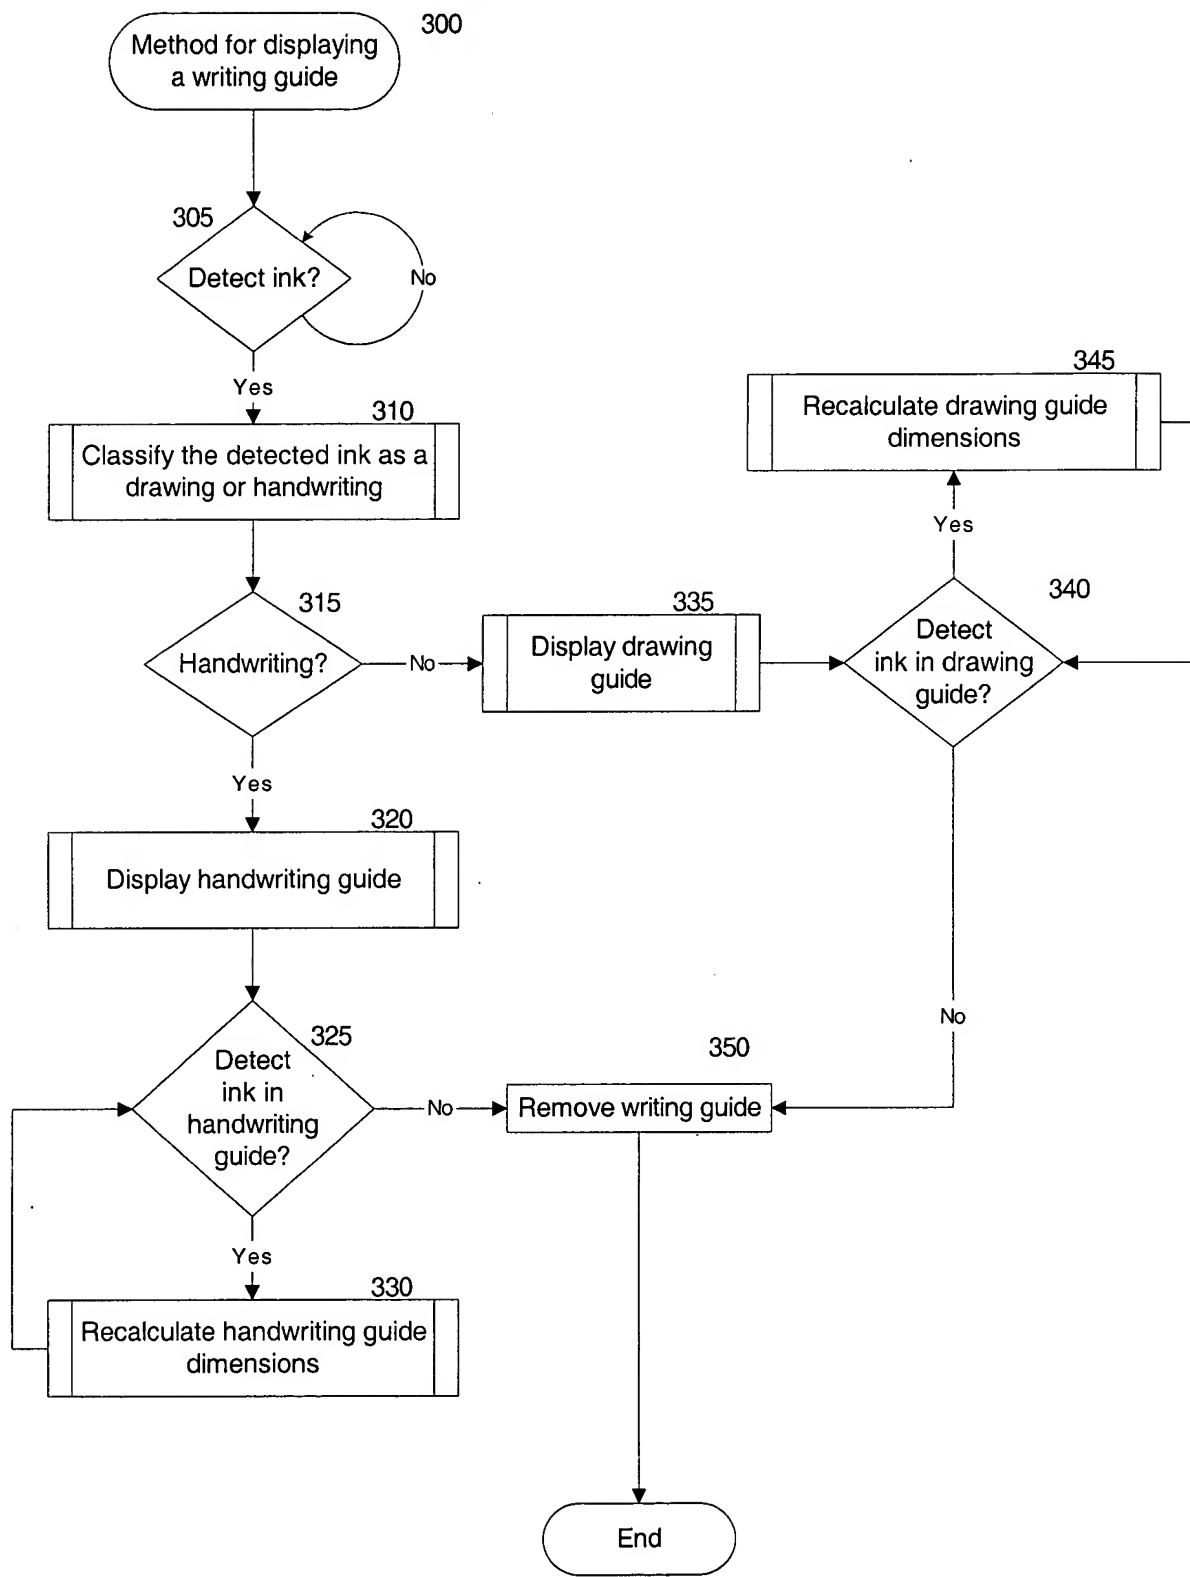 300
Method for displaying
a writing guide
305
Detect ink?
No
Yes
310
Classify the detected ink as a
drawing or handwriting
315
Handwriting?
No
335
Display drawing
guide
345
Recalculate drawing guide
dimensions
Yes
340
Detect
ink in drawing
guide?
No
Yes
320
Display handwriting guide
325
Detect
ink in
handwriting
guide?
No
350
Remove writing guide
Yes
330
Recalculate handwriting guide
dimensions
End